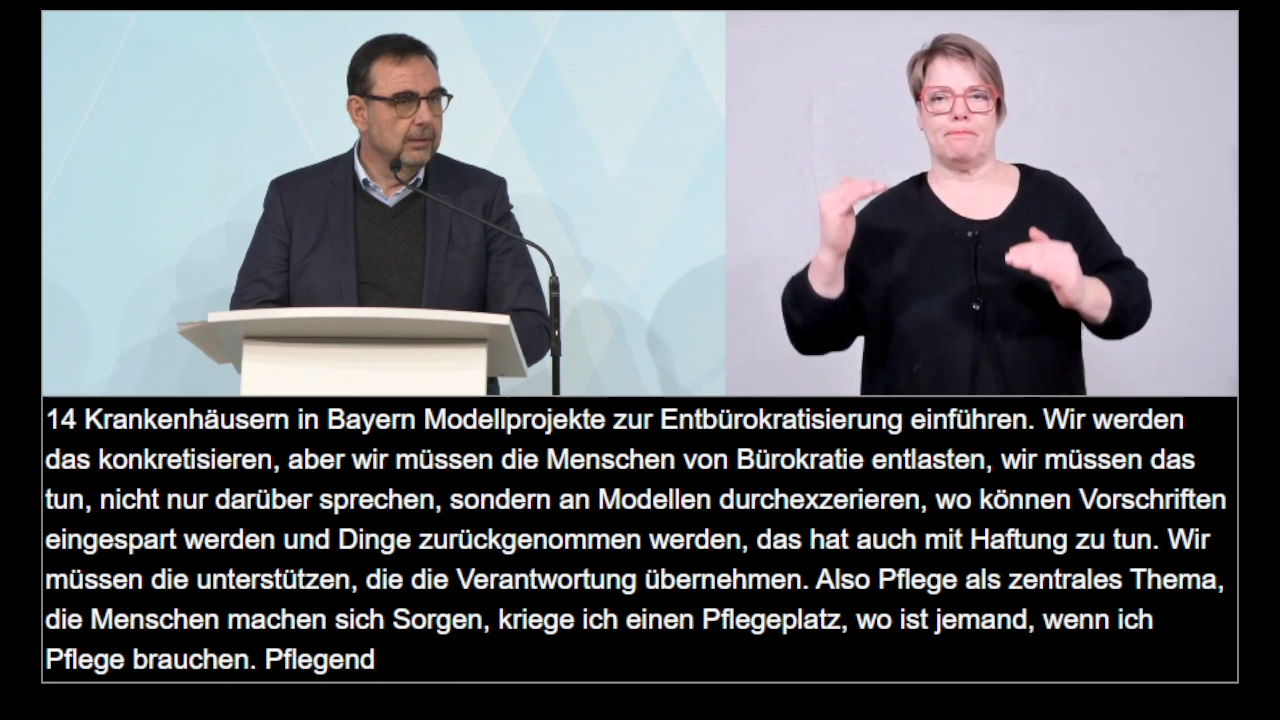 14 Krankenhäusern in Bayern Modellprojekte zur Entbürokratisierung einführen. Wir werden
das konkretisieren, aber wir müssen die Menschen von Bürokratie entlasten, wir müssen das
tun, nicht nur darüber sprechen, sondern an Modellen durchexzerieren, wo können Vorschriften
eingespart werden und Dinge zurückgenommen werden, das hat auch mit Haftung zu tun. Wir
müssen die unterstützen, die die Verantwortung übernehmen. Also Pflege als zentrales Thema,
die Menschen machen sich Sorgen, kriege ich einen Pflegeplatz, wo ist jemand, wenn ich
Pflege brauchen. Pflegend